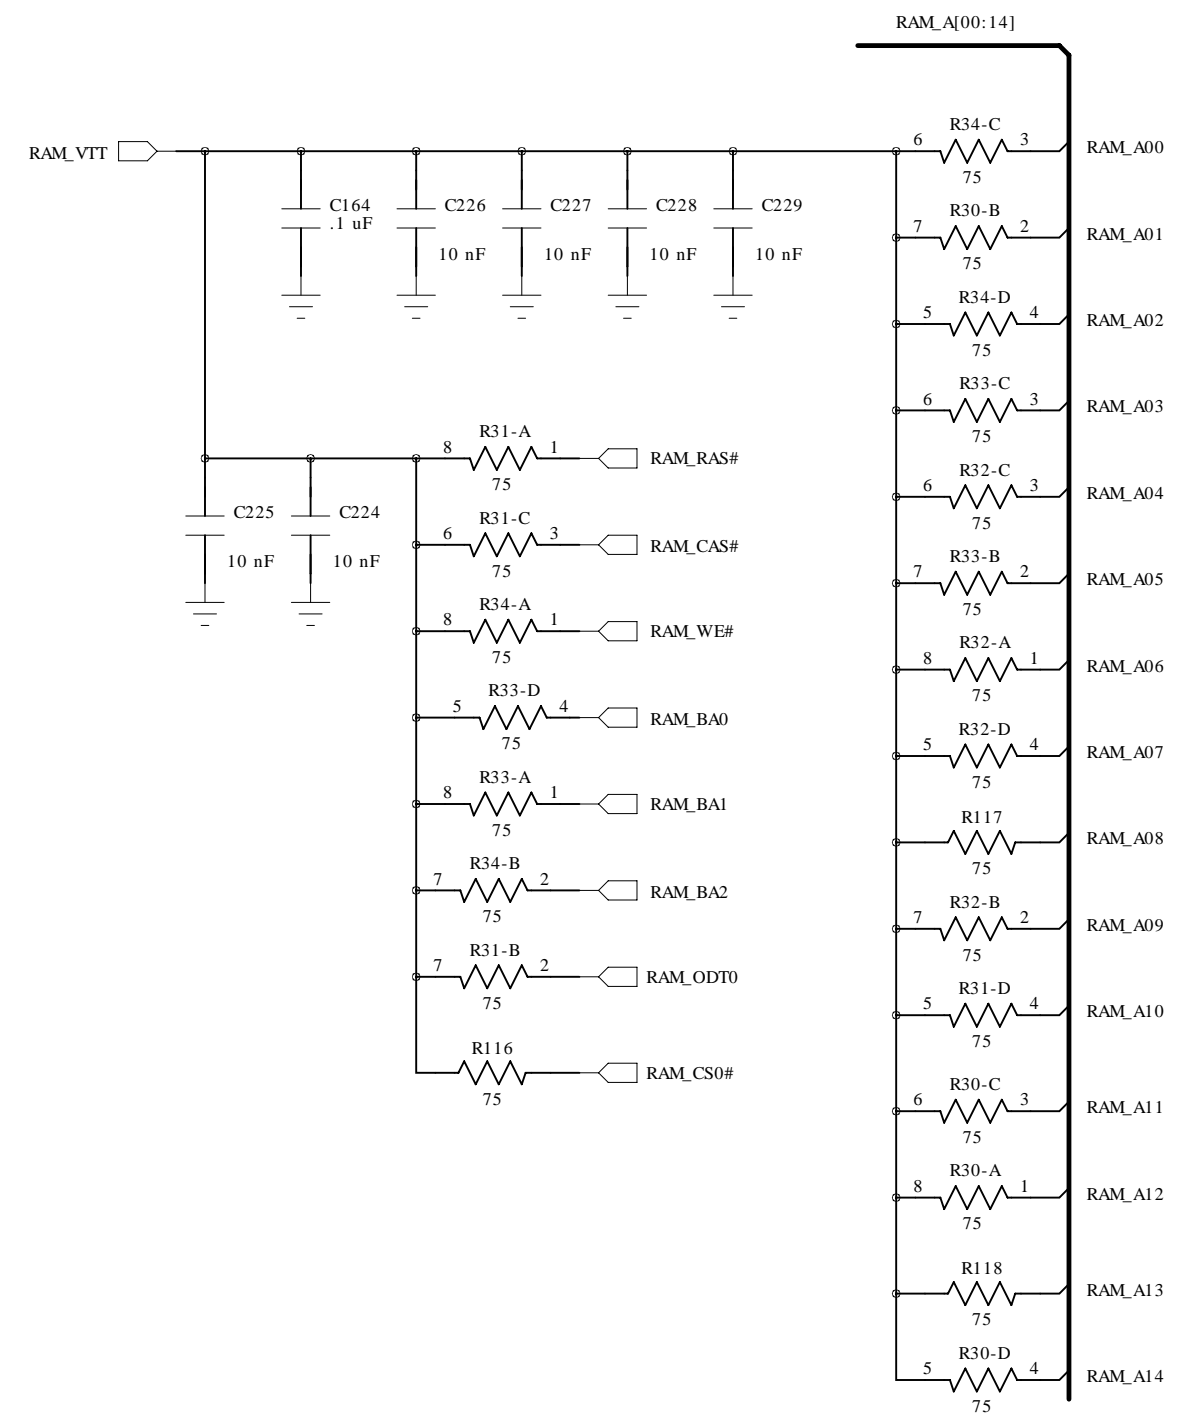 RAM_A[00:14]
RAM_VTT
6 R34-C 3 RAM_A00
75
C164
.1 uF
C226
10 nF
C227
10 nF
C228
10 nF
C229
10 nF
7 R30-B 2 RAM_A01
75
5 R34-D 4 RAM_A02
75
6 R33-C 3 RAM_A03
75
8 R31-A 1 RAM_RAS#
75
6 R32-C 3 RAM_A04
75
C225
10 nF
C224
10 nF
6 R31-C 3 RAM_CAS#
75
7 R33-B 2 RAM_A05
75
8 R34-A 1 RAM_WE#
75
8 R32-A 1 RAM_A06
75
5 R33-D 4 RAM_BA0
75
5 R32-D 4 RAM_A07
75
8 R33-A 1 RAM_BA1
75
R117 RAM_A08
75
7 R34-B 2 RAM_BA2
75
7 R32-B 2 RAM_A09
75
7 R31-B 2 RAM_ODT0
75
5 R31-D 4 RAM_A10
75
R116 RAM_CS0#
75
6 R30-C 3 RAM_A11
75
8 R30-A 1 RAM_A12
75
R118 RAM_A13
75
5 R30-D 4 RAM_A14
75